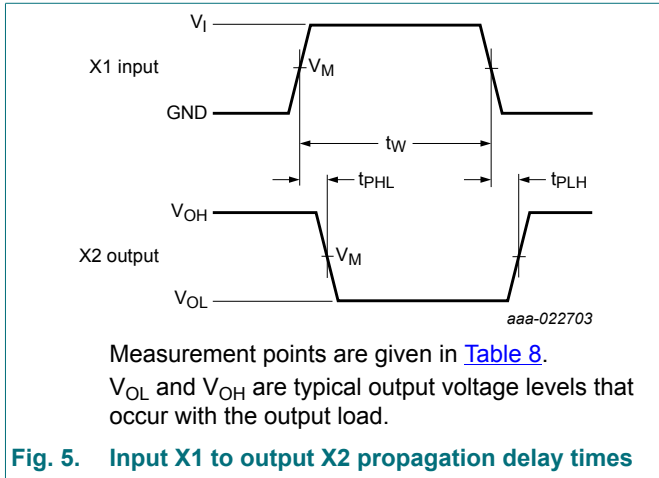 VI
X1 input
VM
GND
tW
tPHL
tPLH
VOH
X2 output
VM
VOL
aaa-022703
Measurement points are given in Table 8.
VOL and VOH are typical output voltage levels that
occur with the output load.
Fig. 5. Input X1 to output X2 propagation delay times